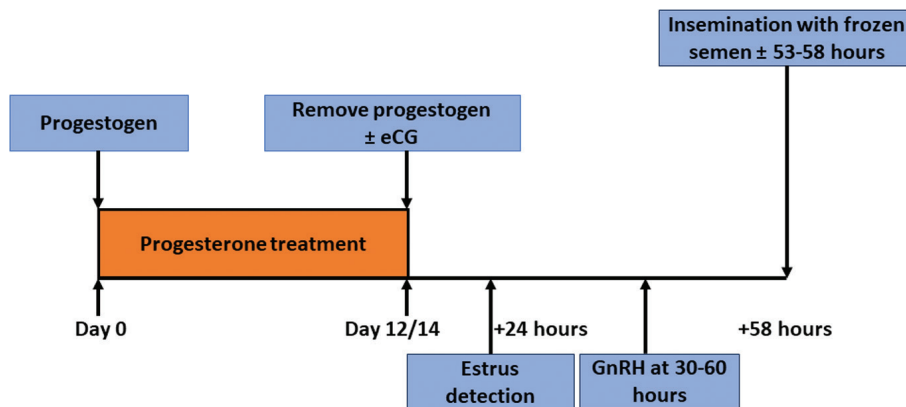 Insemination with frozen
semen ± 53-58 hours
Progestogen
Remove progestogen
± eCG
Progesterone treatment
Day 0
Day 12/14
+24 hours
+58 hours
Estrus
detection
GnRH at 30-60
hours